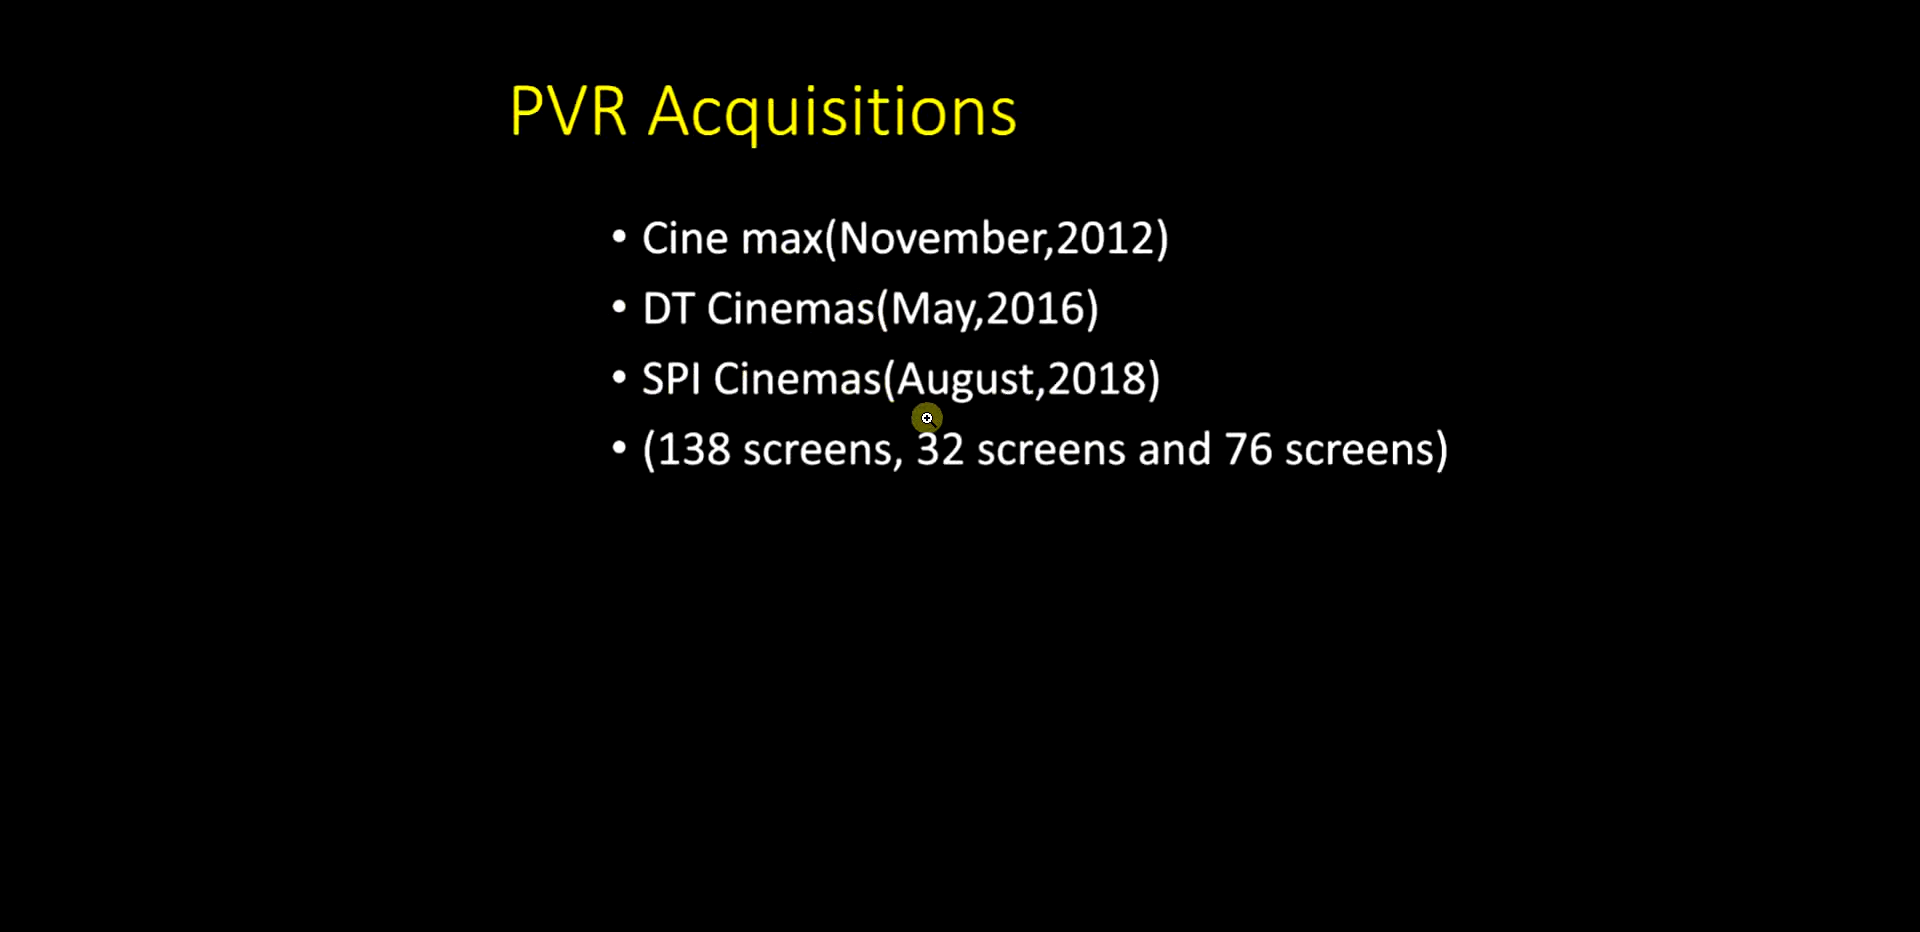 PVR Acquisitions
• Cine max(November,2012)
• DT Cinemas(May,2016)
• SPI Cinemas(August,2018)
• (138 screens, 32 screens and 76 screens)